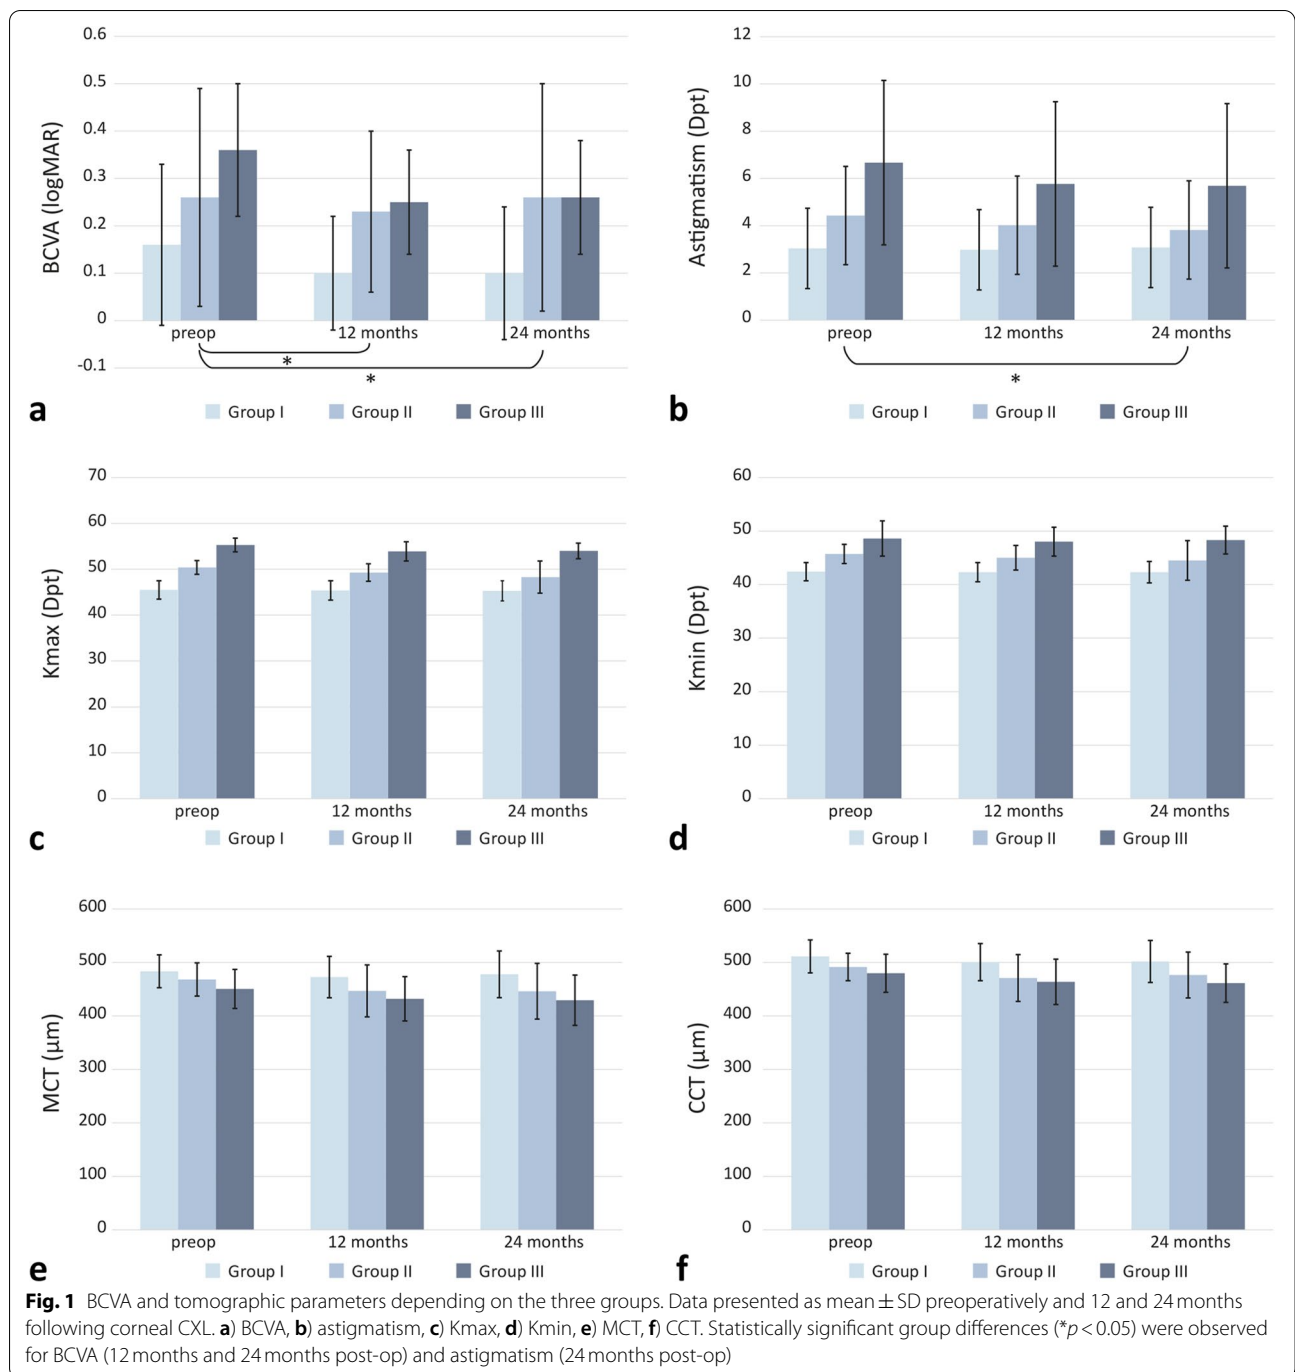 0.6
0.5
0.4
0.3
0.2
0.1
0
-0.1
BCVA (logMAR)
preop
12 months
24 months
*
*
a
Group I
Group II
Group III
12
10
8
6
4
2
0
Astigmatism (Dpt)
preop
12 months
24 months
*
b
Group I
Group II
Group III
70
60
50
40
30
20
10
0
Kmax (Dpt)
preop
12 months
24 months
c
Group I
Group II
Group III
60
50
40
30
20
10
0
Kmin (Dpt)
preop
12 months
24 months
d
Group I
Group II
Group III
600
500
400
300
200
100
0
MCT (μm)
preop
12 months
24 months
e
Group I
Group II
Group III
600
500
400
300
200
100
0
CCT (μm)
preop
12 months
24 months
f
Group I
Group II
Group III
Fig. 1 BCVA and tomographic parameters depending on the three groups. Data presented as mean ± SD preoperatively and 12 and 24 months
following corneal CXL. a) BCVA, b) astigmatism, c) Kmax, d) Kmin, e) MCT, f) CCT. Statistically significant group differences (*p < 0.05) were observed
for BCVA (12 months and 24 months post-op) and astigmatism (24 months post-op)